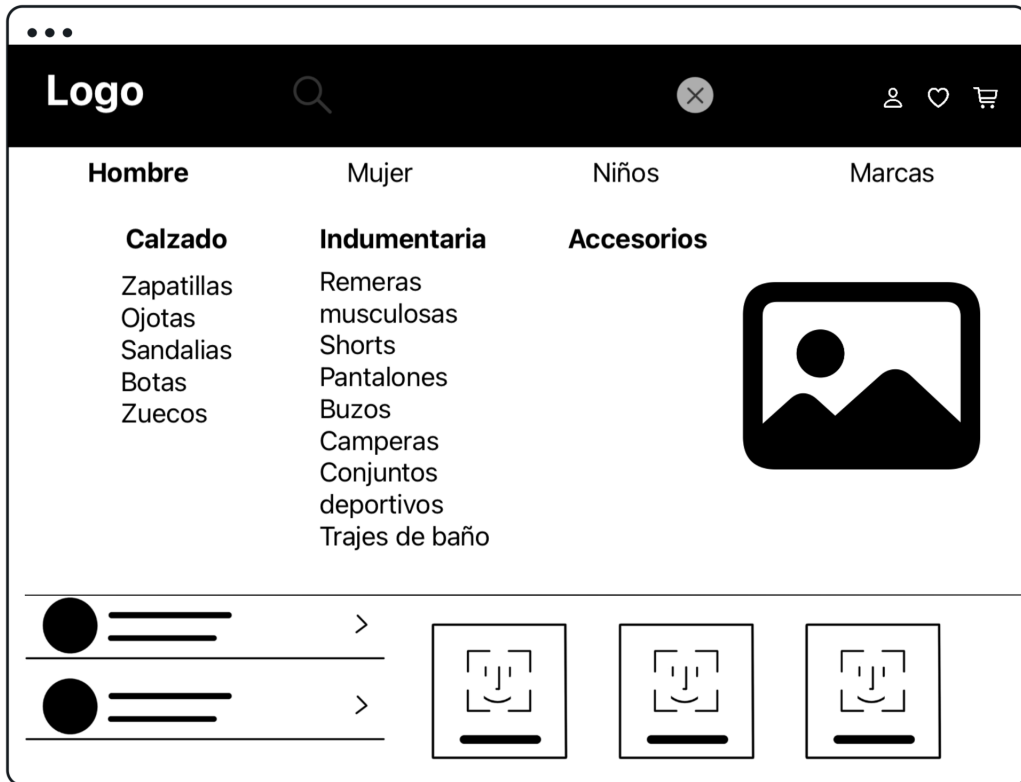 Logo
Hombre
Mujer
Niños
Marcas
Calzado
Zapatillas
Ojotas
Sandalias
Botas
Zuecos
Indumentaria
Remeras
musculosas
Shorts
Pantalones
Buzos
Camperas
Conjuntos
deportivos
Trajes de baño
Accesorios